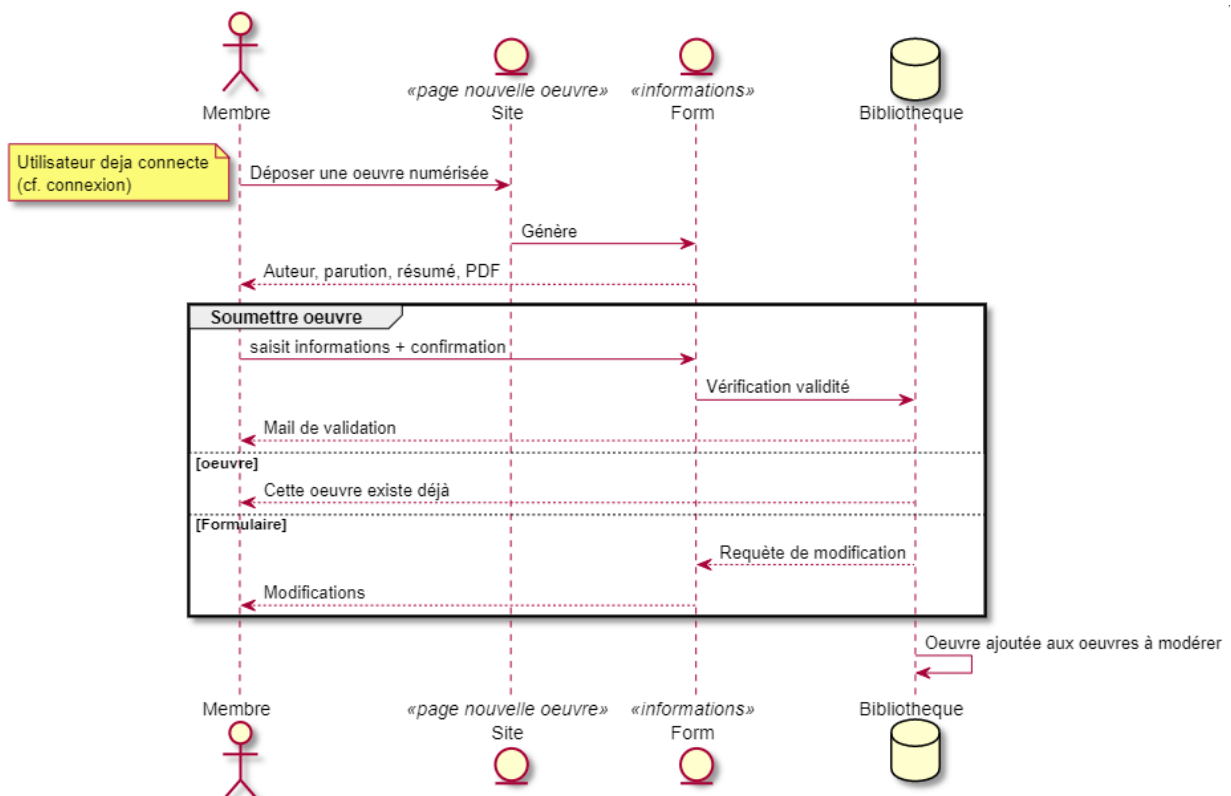 «page nouvelle oeuvre» «informations»
Membre Site Form Bibliotheque
Utilisateur deja connecte
(cf. connexion)
Déposer une oeuvre numérisée
Génère
Auteur, parution, résumé, PDF
Soumettre oeuvre
saisit informations + confirmation
Vérification validité
Mail de validation
[oeuvre]
Cette oeuvre existe déjà
[Formulaire]
Requète de modification
Modifications
Oeuvre ajoutée aux oeuvres à modérer
Membre «page nouvelle oeuvre» «informations» Bibliotheque
Site Form